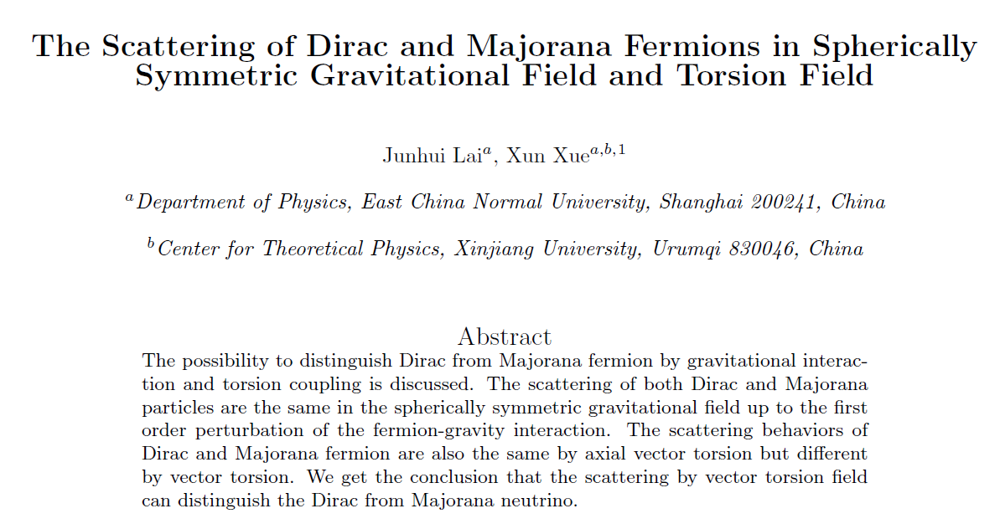 The Scattering of Dirac and Majorana Fermions in Spherically
Symmetric Gravitational Field and Torsion Field
Junhui Lai^a, Xun Xue^{a,b,1}
^a Department of Physics, East China Normal University, Shanghai 200241, China
^b Center for Theoretical Physics, Xinjiang University, Urumqi 830046, China
Abstract
The possibility to distinguish Dirac from Majorana fermion by gravitational interac-
tion and torsion coupling is discussed. The scattering of both Dirac and Majorana
particles are the same in the spherically symmetric gravitational field up to the first
order perturbation of the fermion-gravity interaction. The scattering behaviors of
Dirac and Majorana fermion are also the same by axial vector torsion but different
by vector torsion. We get the conclusion that the scattering by vector torsion field
can distinguish the Dirac from Majorana neutrino.